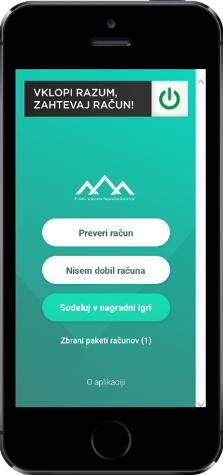 VKLOPI RAZUM,
ZAHTEVAJ RAČUN!
Preveri račun
Nisem dobil računa
Sodeluj v nagradni igri
Zbrani paketi računov (1)
O aplikaciji